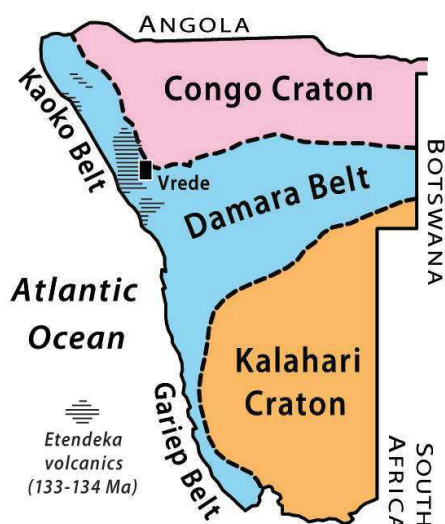 ANGOLA
Congo Craton
Kaoko Belt
Vrede
BOTSWANA
Damara Belt
Atlantic
Ocean
Kalahari
Craton
Gariep Belt
Etendeka
volcanics
(133-134 Ma)
SOUTH
AFRICA